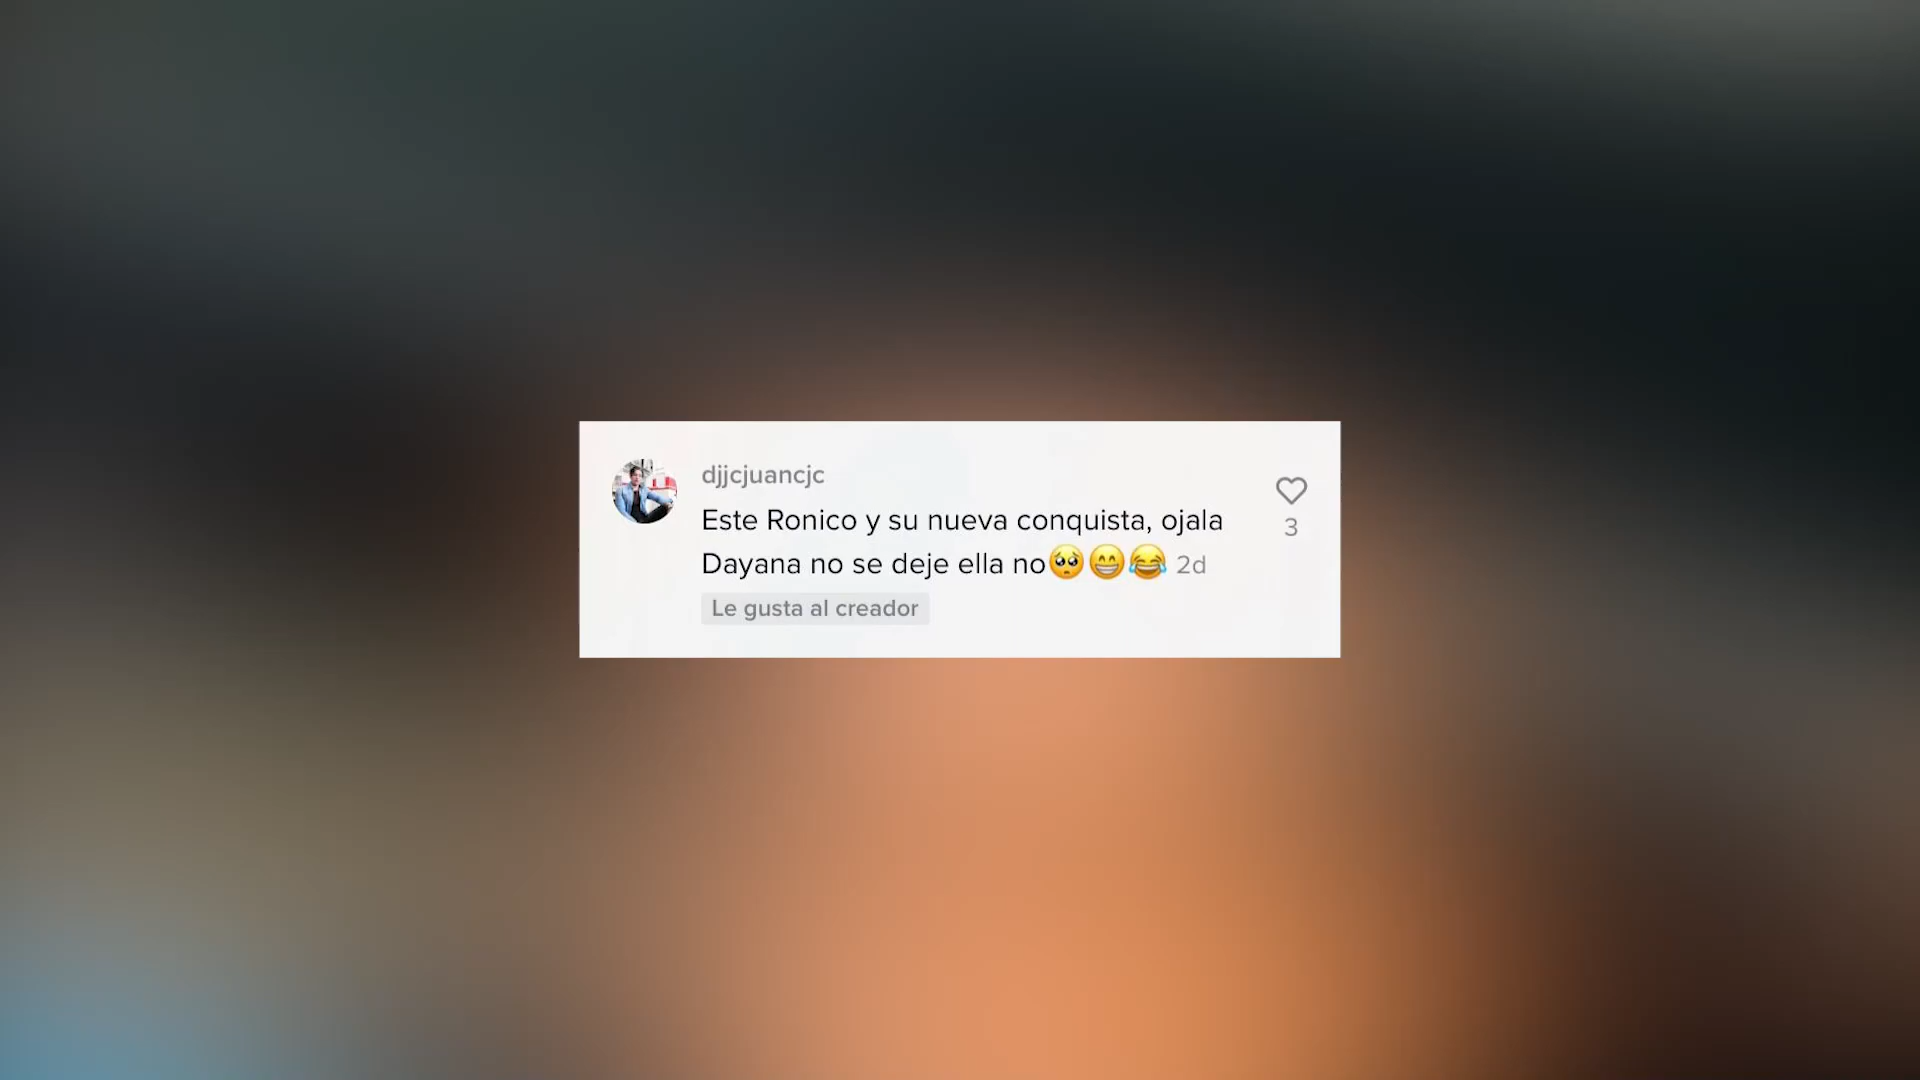 djjcjuancjc
Este Ronico y su nueva conquista, ojala
Dayana no se deje ella no🥺😁😂 2d
3
Le gusta al creador